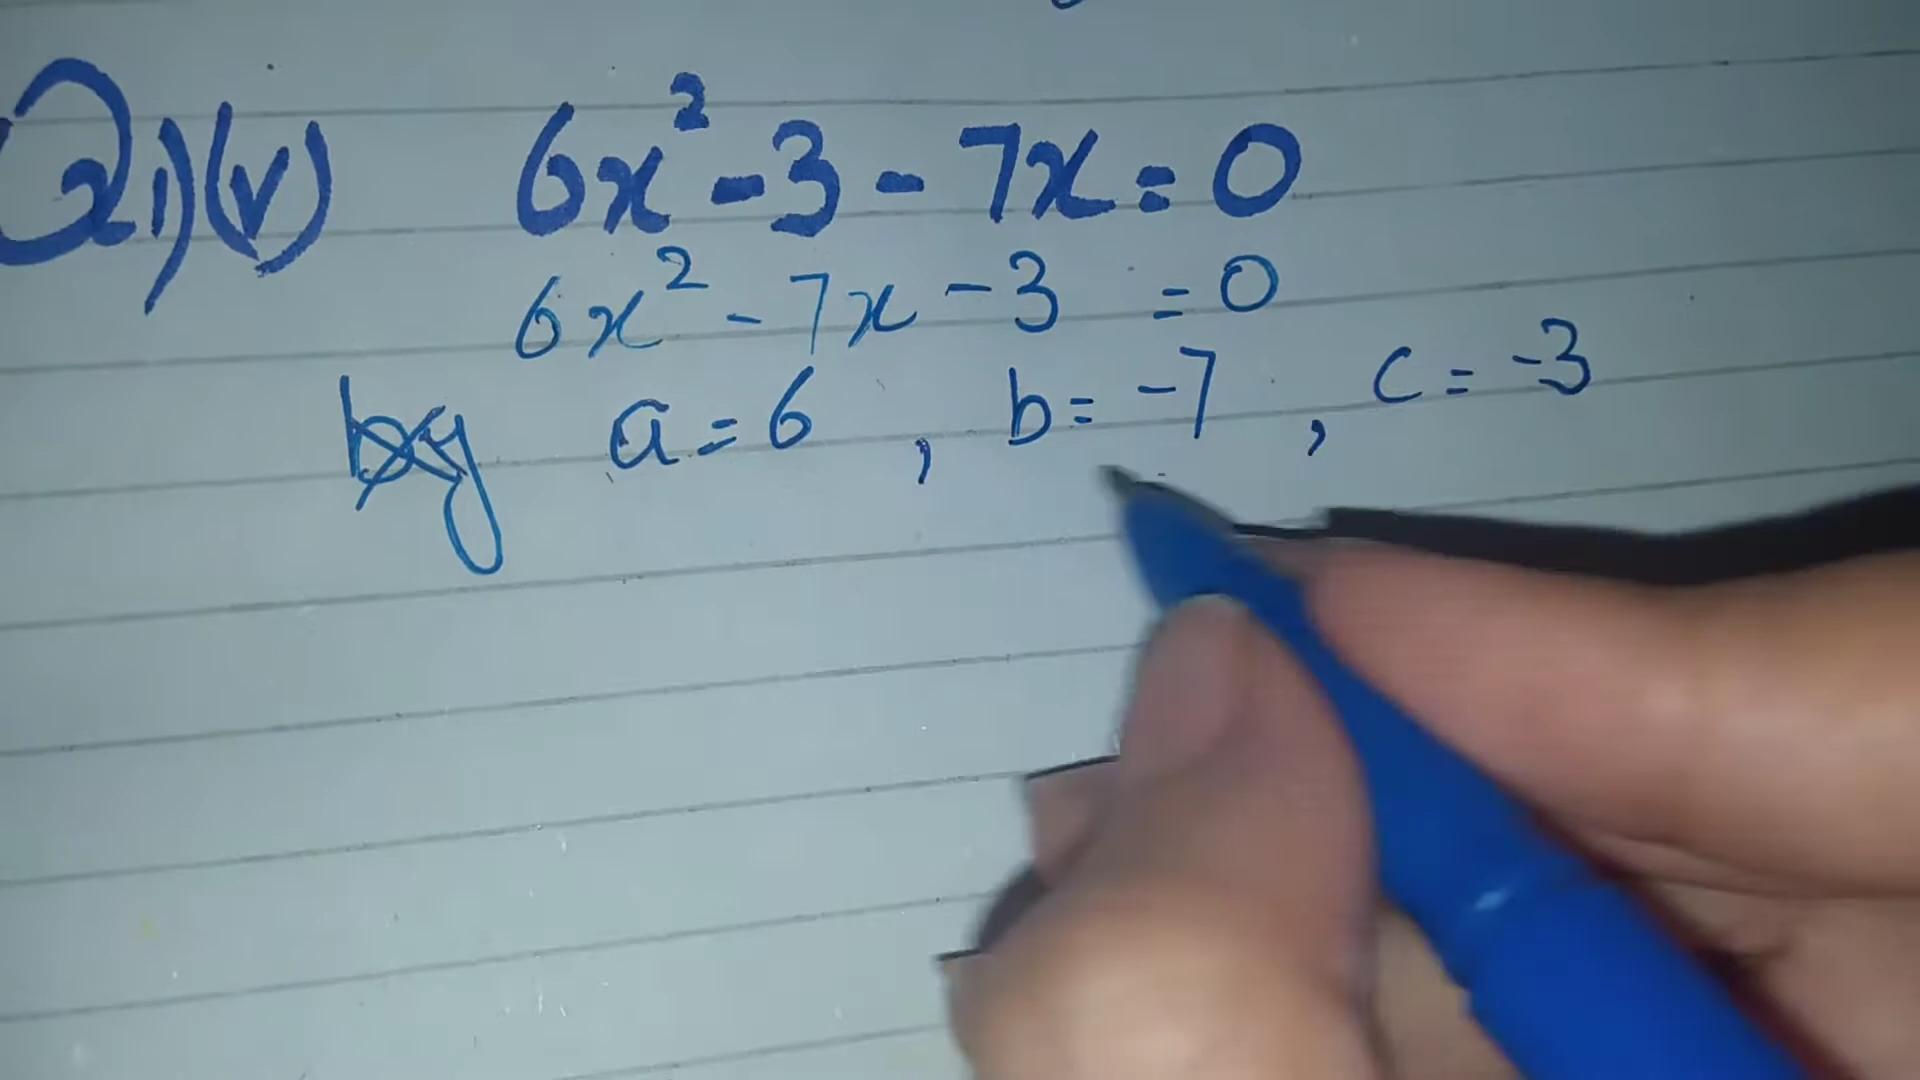 Q1)(v) 6x² - 3 - 7x = 0
6x² - 7x - 3 = 0
a = 6 , b = -7 , c = -3